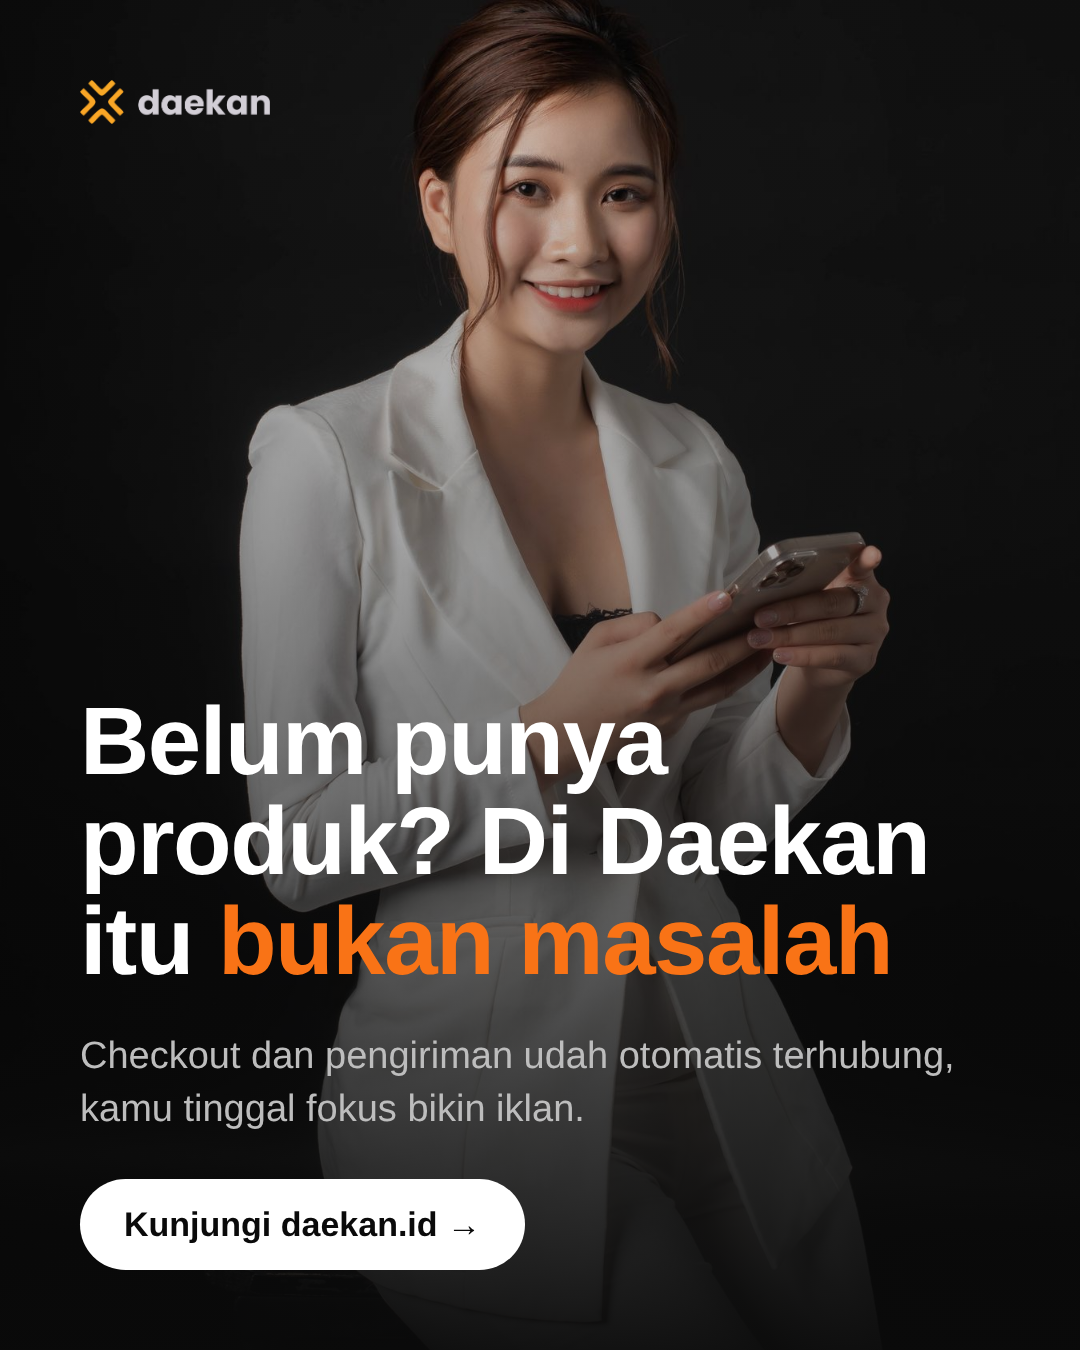 daekan
Belum punya
produk? Di Daekan
itu bukan masalah
Checkout dan pengiriman udah otomatis terhubung,
kamu tinggal fokus bikin iklan.
Kunjungi daekan.id →